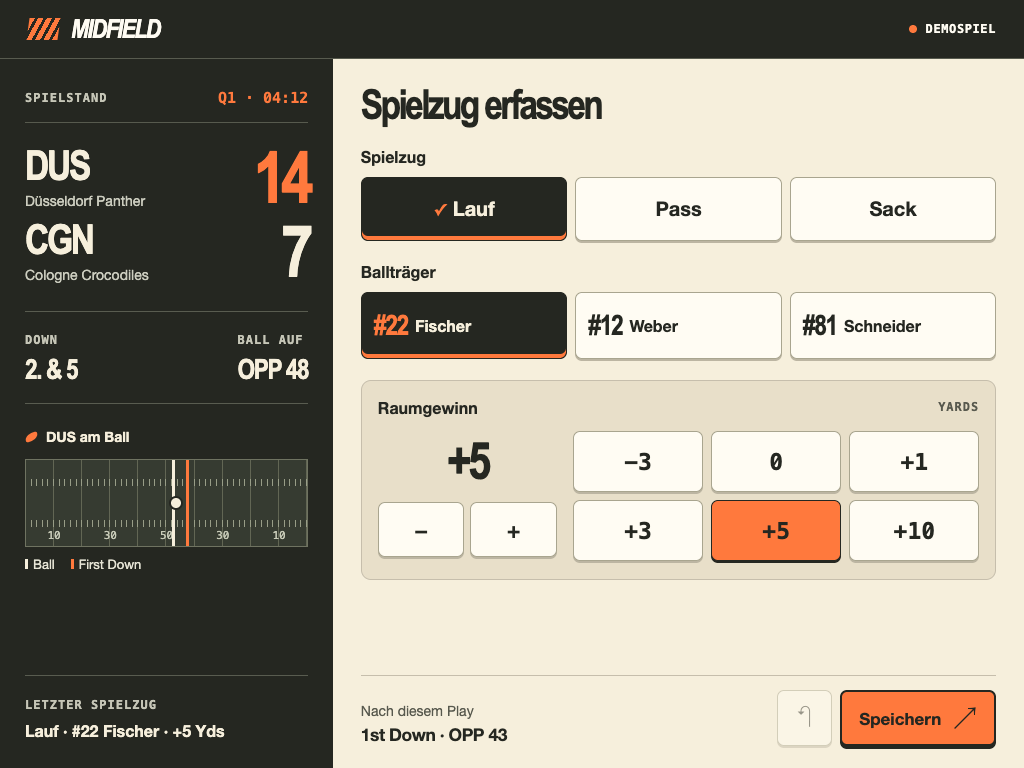 MIDFIELD
DEMOSPIEL
SPIELSTAND
Q1 · 04:12
DUS
14
Düsseldorf Panther
CGN
7
Cologne Crocodiles
DOWN
BALL AUF
2. & 5
OPP 48
DUS am Ball
10 30 50 30 10
Ball
First Down
LETZTER SPIELZUG
Lauf · #22 Fischer · +5 Yds
Spielzug erfassen
Spielzug
✓ Lauf
Pass
Sack
Ballträger
#22 Fischer
#12 Weber
#81 Schneider
Raumgewinn
YARDS
+5
−3
0
+1
−
+
+3
+5
+10
Nach diesem Play
1st Down · OPP 43
Speichern